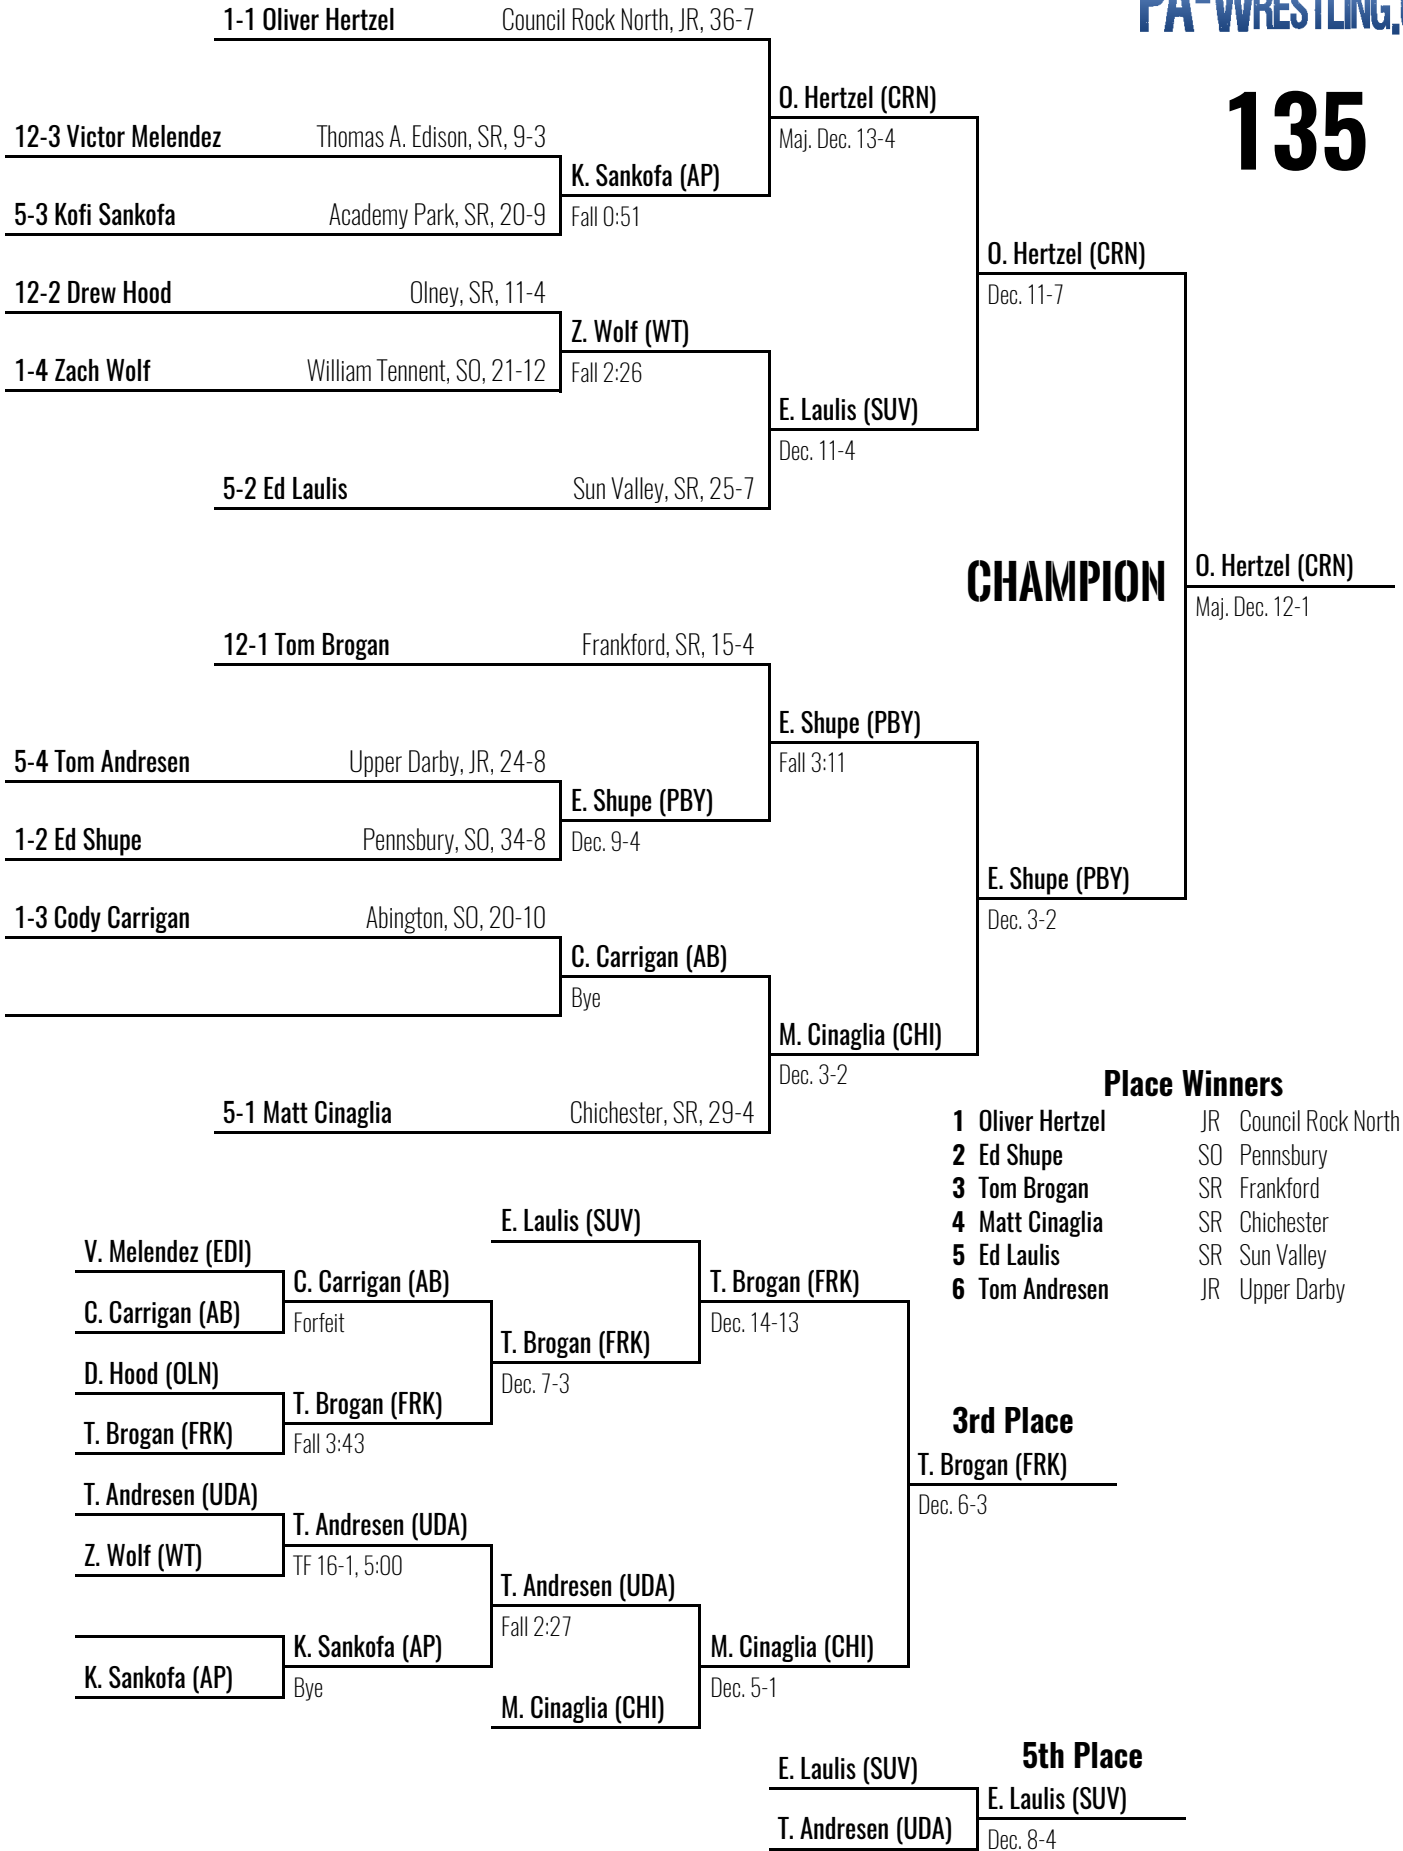 PA-WRESTLING.
135
1-1 Oliver Hertzel Council Rock North, JR, 36-7
O. Hertzel (CRN)
Maj. Dec. 13-4
12-3 Victor Melendez Thomas A. Edison, SR, 9-3
K. Sankofa (AP)
Fall 0:51
5-3 Kofi Sankofa Academy Park, SR, 20-9
O. Hertzel (CRN)
Dec. 11-7
12-2 Drew Hood Olney, SR, 11-4
Z. Wolf (WT)
Fall 2:26
1-4 Zach Wolf William Tennent, SO, 21-12
E. Laulis (SUV)
Dec. 11-4
5-2 Ed Laulis Sun Valley, SR, 25-7
CHAMPION
O. Hertzel (CRN)
Maj. Dec. 12-1
12-1 Tom Brogan Frankford, SR, 15-4
E. Shupe (PBY)
Fall 3:11
5-4 Tom Andresen Upper Darby, JR, 24-8
E. Shupe (PBY)
Dec. 9-4
1-2 Ed Shupe Pennsbury, SO, 34-8
E. Shupe (PBY)
Dec. 3-2
1-3 Cody Carrigan Abington, SO, 20-10
C. Carrigan (AB)
Bye
M. Cinaglia (CHI)
Dec. 3-2
5-1 Matt Cinaglia Chichester, SR, 29-4
Place Winners
1 Oliver Hertzel JR Council Rock North
2 Ed Shupe SO Pennsbury
3 Tom Brogan SR Frankford
4 Matt Cinaglia SR Chichester
5 Ed Laulis SR Sun Valley
6 Tom Andresen JR Upper Darby
E. Laulis (SUV)
V. Melendez (EDI)
C. Carrigan (AB)
Forfeit
C. Carrigan (AB)
T. Brogan (FRK)
Dec. 14-13
T. Brogan (FRK)
Dec. 7-3
D. Hood (OLN)
T. Brogan (FRK)
Fall 3:43
T. Brogan (FRK)
3rd Place
T. Brogan (FRK)
Dec. 6-3
T. Andresen (UDA)
T. Andresen (UDA)
TF 16-1, 5:00
Z. Wolf (WT)
T. Andresen (UDA)
Fall 2:27
K. Sankofa (AP)
Bye
K. Sankofa (AP)
M. Cinaglia (CHI)
Dec. 5-1
M. Cinaglia (CHI)
5th Place
E. Laulis (SUV)
E. Laulis (SUV)
Dec. 8-4
T. Andresen (UDA)